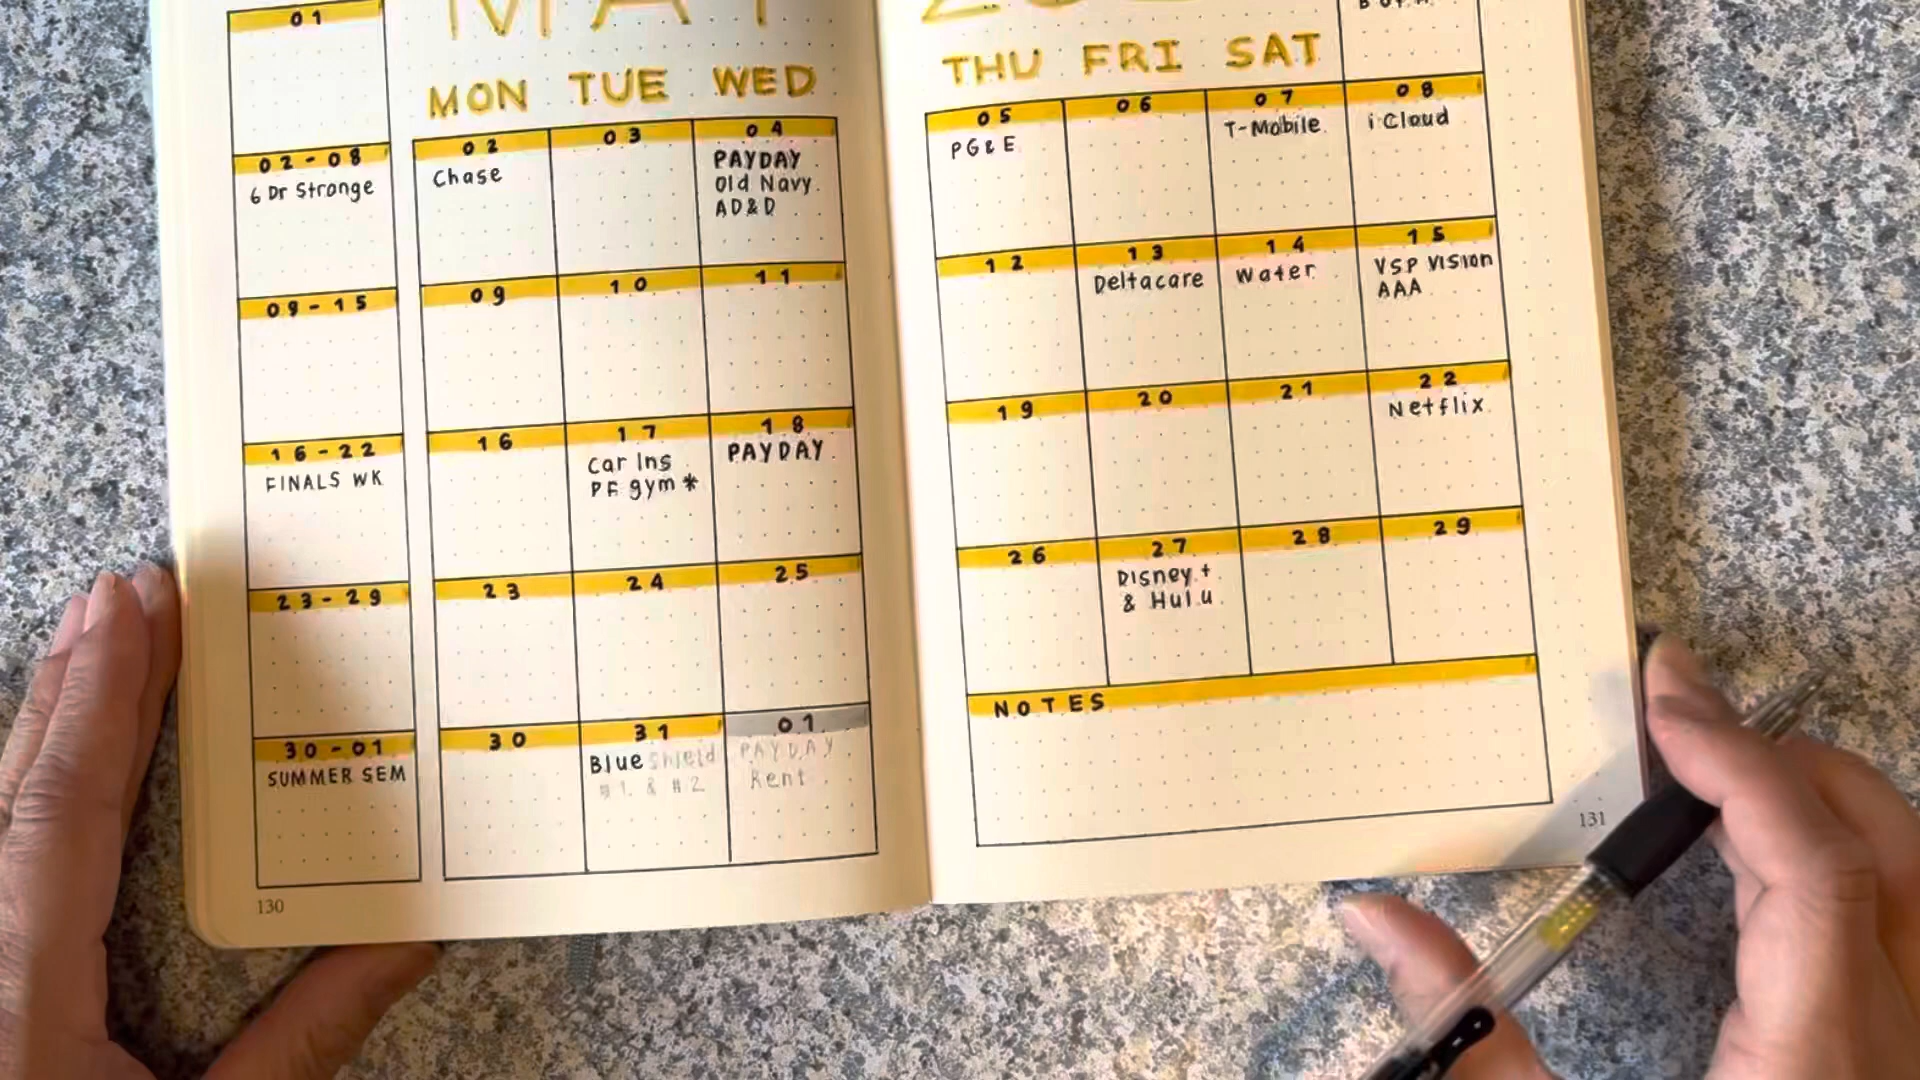 MAY
01
MON TUE WED
THU FRI SAT
02-08
6 Dr Strange
02
Chase
03
04
PAYDAY
Old Navy
AD&D
05
PG&E
06
07
T-Mobile
08
iCloud
09-15
09
10
11
12
13
Deltacare
14
Water
15
VSP Vision
AAA
16-22
FINALS WK
16
17
Car Ins
PF gym *
18
PAYDAY
19
20
21
22
Netflix
23-29
23
24
25
26
27
Disney +
& Hulu
28
29
30-01
SUMMER SEM
30
31
Blue Shield
#1 & #2
01
PAYDAY
Rent
NOTES
130
131